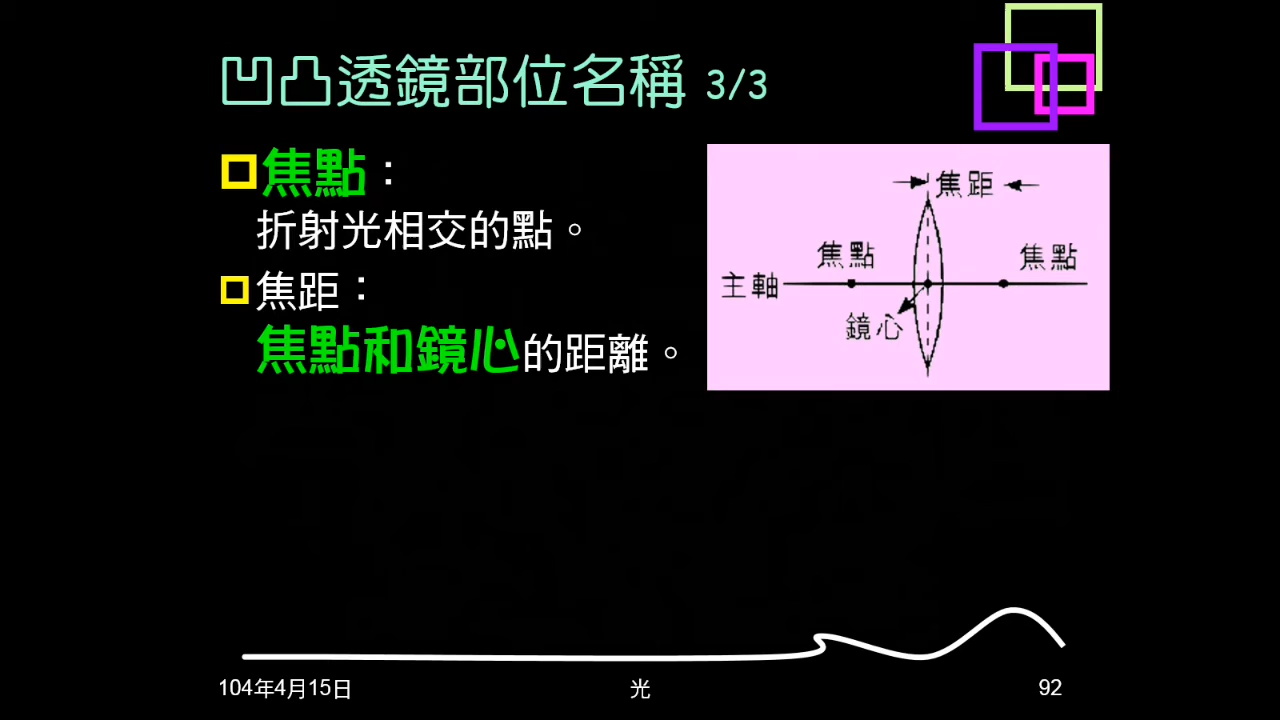 凹凸透鏡部位名稱 3/3
焦點：
折射光相交的點。
焦距：
焦點和鏡心的距離。
焦距
焦點
焦點
主軸
鏡心
104年4月15日
光
92